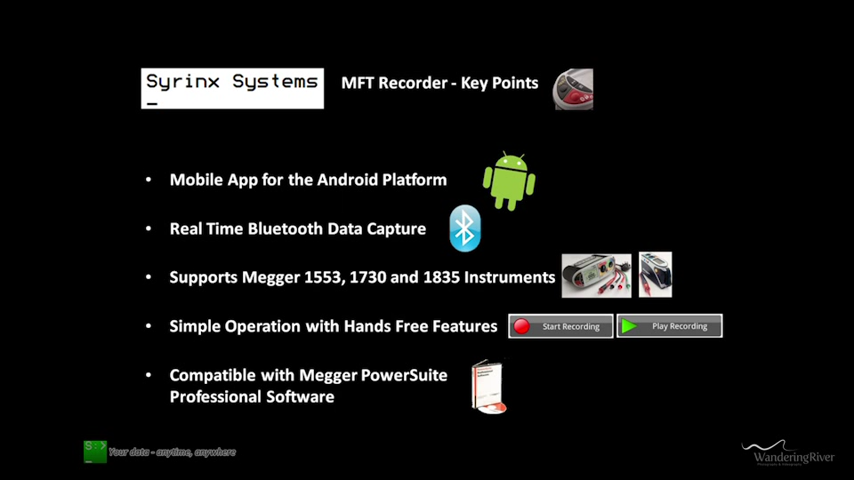 Syrinx Systems
MFT Recorder - Key Points
• Mobile App for the Android Platform
• Real Time Bluetooth Data Capture
• Supports Megger 1553, 1730 and 1835 Instruments
• Simple Operation with Hands Free Features
Start Recording
Play Recording
• Compatible with Megger PowerSuite
Professional Software
S:>
Your data - anytime, anywhere
WanderingRiver